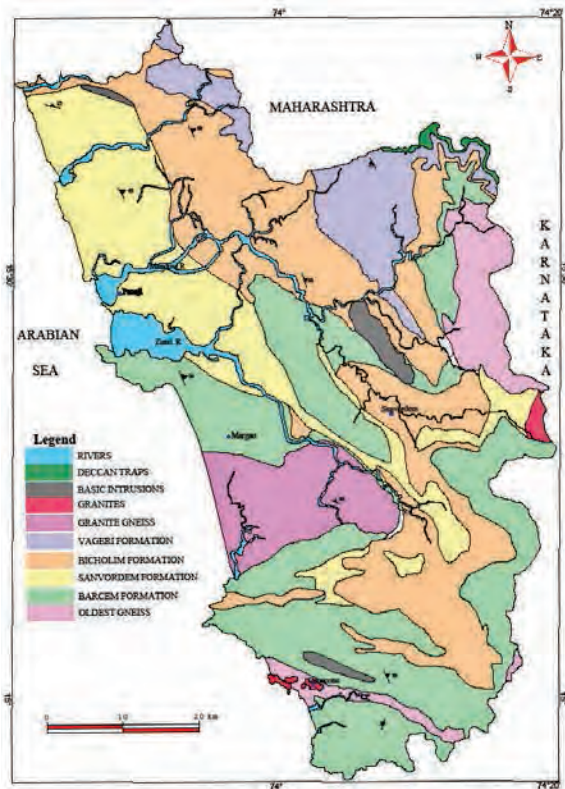 74°
74°20'
N
W
E
S
MAHARASHTRA
KARNATAKA
ARABIAN
SEA
Panaji
Zuari R.
Margao
Legend
RIVERS
DECCAN TRAPS
BASIC INTRUSIONS
GRANITES
GRANITE GNEISS
VAGERI FORMATION
BICHOLIM FORMATION
SANVORDEM FORMATION
BARCEM FORMATION
OLDEST GNEISS
0
10
20 km
15°
15°
74°
74°20'